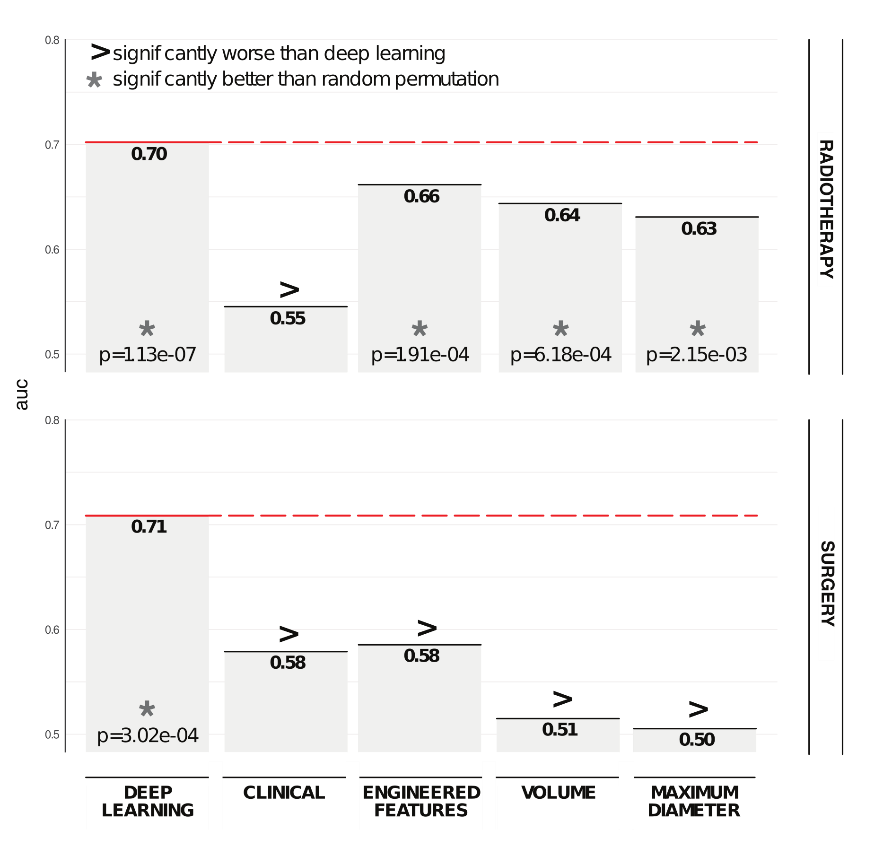 0.8
> signif cantly worse than deep learning
* signif cantly better than random permutation
0.7
0.70
0.66
0.64
0.63
0.6
>
0.55
* * * *
0.5
p=1.13e-07 p=1.91e-04 p=6.18e-04 p=2.15e-03
RADIOTHERAPY
auc
0.8
0.7
0.71
0.6
> >
0.58 0.58
> >
0.51 0.50
*
0.5
p=3.02e-04
SURGERY
DEEP
LEARNING
CLINICAL
ENGINEERED
FEATURES
VOLUME
MAXIMUM
DIAMETER